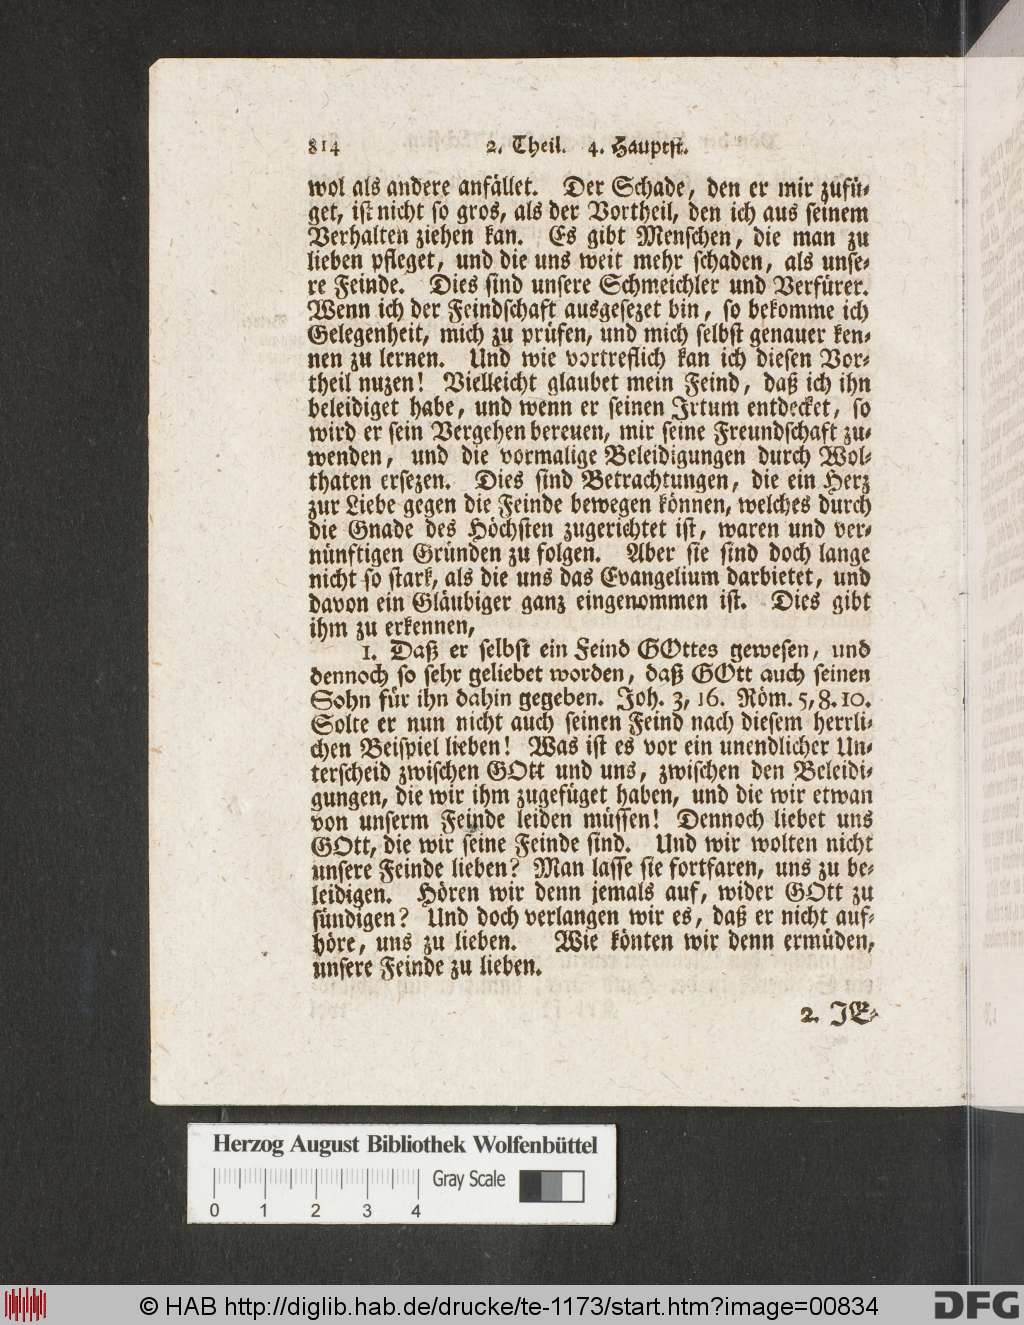 814 2. Theil. 4. Hauptst.
wol als andere anfället. Der Schade, den er mir zufü-
get, ist nicht so gros, als der Vortheil, den ich aus seinem
Verhalten ziehen kan. Es gibt Menschen, die man zu
lieben pfleget, und die uns weit mehr schaden, als unse-
re Feinde. Dies sind unsere Schmeichler und Verfürer.
Wenn ich der Feindschaft ausgesezet bin, so bekomme ich
Gelegenheit, mich zu prüfen, und mich selbst genauer ken-
nen zu lernen. Und wie vortreflich kan ich diesen Vor-
theil nuzen! Vielleicht glaubet mein Feind, daß ich ihn
beleidiget habe, und wenn er seinen Irtum entdecket, so
wird er sein Vergehen bereuen, mir seine Freundschaft zu-
wenden, und die vormalige Beleidigungen durch Wol-
thaten ersezen. Dies sind Betrachtungen, die ein Herz
zur Liebe gegen die Feinde bewegen können, welches durch
die Gnade des Höchsten zugerichtet ist, waren und ver-
nünftigen Gründen zu folgen. Aber sie sind doch lange
nicht so stark, als die uns das Evangelium darbietet, und
davon ein Gläubiger ganz eingenommen ist. Dies gibt
ihm zu erkennen,
1. Daß er selbst ein Feind GOttes gewesen, und
dennoch so sehr geliebet worden, daß GOtt auch seinen
Sohn für ihn dahin gegeben. Joh. 3, 16. Röm. 5, 8. 10.
Solte er nun nicht auch seinen Feind nach diesem herrli-
chen Beispiel lieben! Was ist es vor ein unendlicher Un-
terscheid zwischen GOtt und uns, zwischen den Beleidi-
gungen, die wir ihm zugefüget haben, und die wir etwan
von unserm Feinde leiden müssen! Dennoch liebet uns
GOtt, die wir seine Feinde sind. Und wir wolten nicht
unsere Feinde lieben? Man lasse sie fortfaren, uns zu be-
leidigen. Hören wir denn jemals auf, wider GOtt zu
sündigen? Und doch verlangen wir es, daß er nicht auf-
höre, uns zu lieben. Wie könten wir denn ermüden,
unsere Feinde zu lieben.
2. JE-
Herzog August Bibliothek Wolfenbüttel
Gray Scale
0 1 2 3 4
© HAB http://diglib.hab.de/drucke/te-1173/start.htm?image=00834
DFG